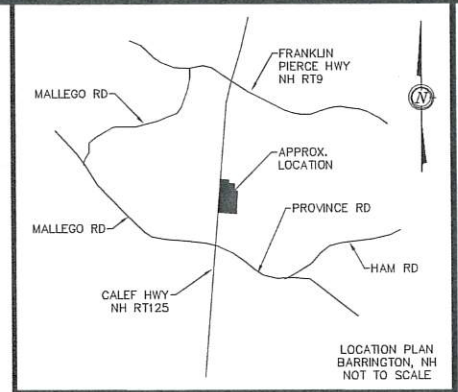 FRANKLIN
PIERCE HWY
NH RT9
MALLEGO RD
N
APPROX.
LOCATION
PROVINCE RD
MALLEGO RD
HAM RD
CALEF HWY
NH RT125
LOCATION PLAN
BARRINGTON, NH
NOT TO SCALE